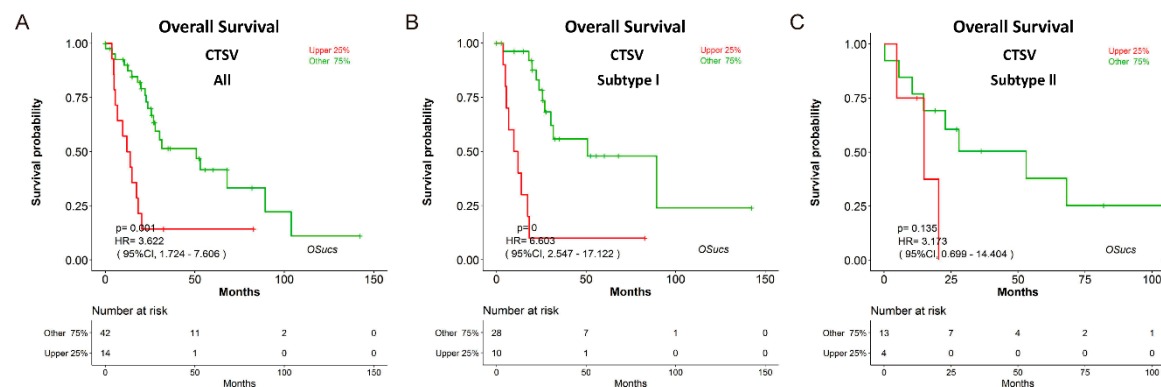 A
Overall Survival
CTSV
All
Upper 25%
Other 75%
Survival probability
1.00
0.75
0.50
0.25
0.00
p= 0.001
HR= 3.622
( 95%CI, 1.724 - 7.606 )
OSucs
0 50 100 150
Months
Number at risk
Other 75% 42 11 2 0
Upper 25% 14 1 0 0
0 50 100 150
Months
B
Overall Survival
CTSV
Subtype I
Upper 25%
Other 75%
Survival probability
1.00
0.75
0.50
0.25
0.00
p= 0
HR= 6.603
( 95%CI, 2.547 - 17.122 )
OSucs
0 50 100 150
Months
Number at risk
Other 75% 28 7 1 0
Upper 25% 10 1 0 0
0 50 100 150
Months
C
Overall Survival
CTSV
Subtype II
Upper 25%
Other 75%
Survival probability
1.00
0.75
0.50
0.25
0.00
p= 0.135
HR= 3.173
( 95%CI, 0.699 - 14.404 )
OSucs
0 25 50 75 100
Months
Number at risk
Other 75% 13 7 4 2 1
Upper 25% 4 0 0 0 0
0 25 50 75 100
Months